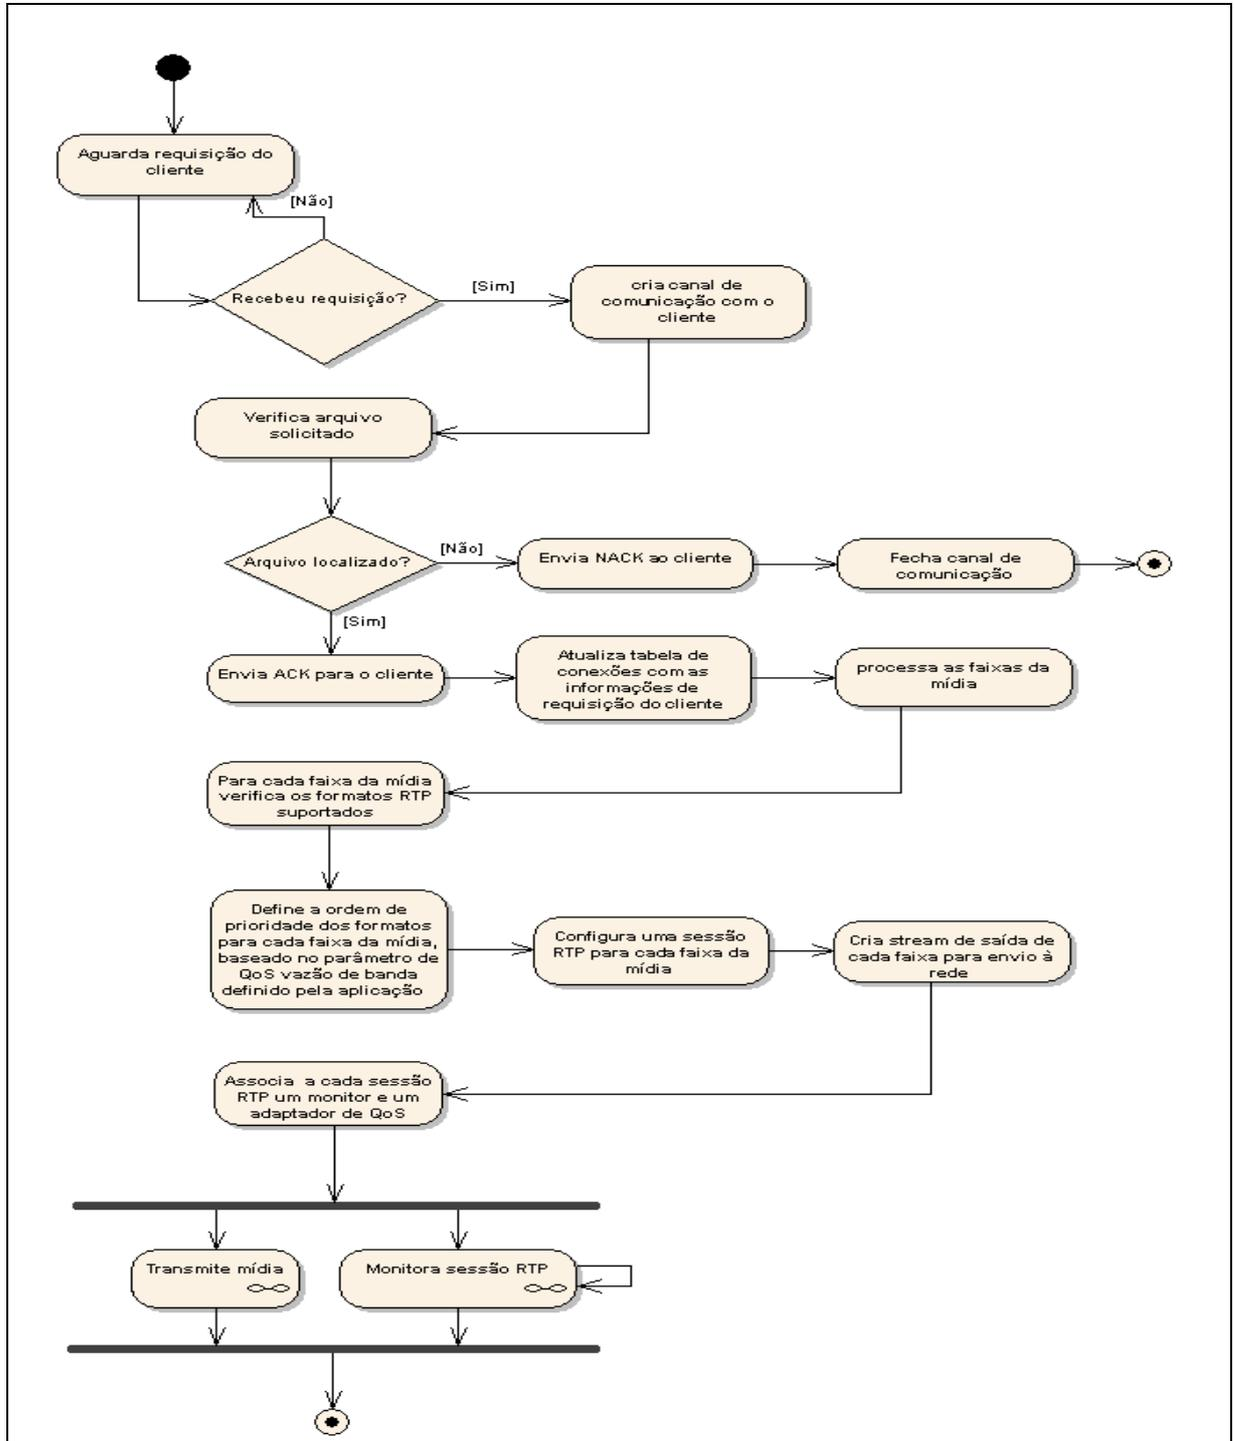 Aguarda requisição do
cliente
[Não]
Recebeu requisição?
[Sim]
cria canal de
comunicação com o
cliente
Verifica arquivo
solicitado
Arquivo localizado?
[Não]
Envia NACK ao cliente
Fecha canal de
comunicação
[Sim]
Envia ACK para o cliente
Atualiza tabela de
conexões com as
informações de
requisição do cliente
processa as faixas da
mídia
Para cada faixa da mídia
verifica os formatos RTP
suportados
Define a ordem de
prioridade dos formatos
para cada faixa da mídia,
baseado no parâmetro de
QoS vazão de banda
definido pela aplicação
Configura uma sessão
RTP para cada faixa da
mídia
Cria stream de saída de
cada faixa para envio à
rede
Associa a cada sessão
RTP um monitor e um
adaptador de QoS
Transmite mídia
Monitora sessão RTP